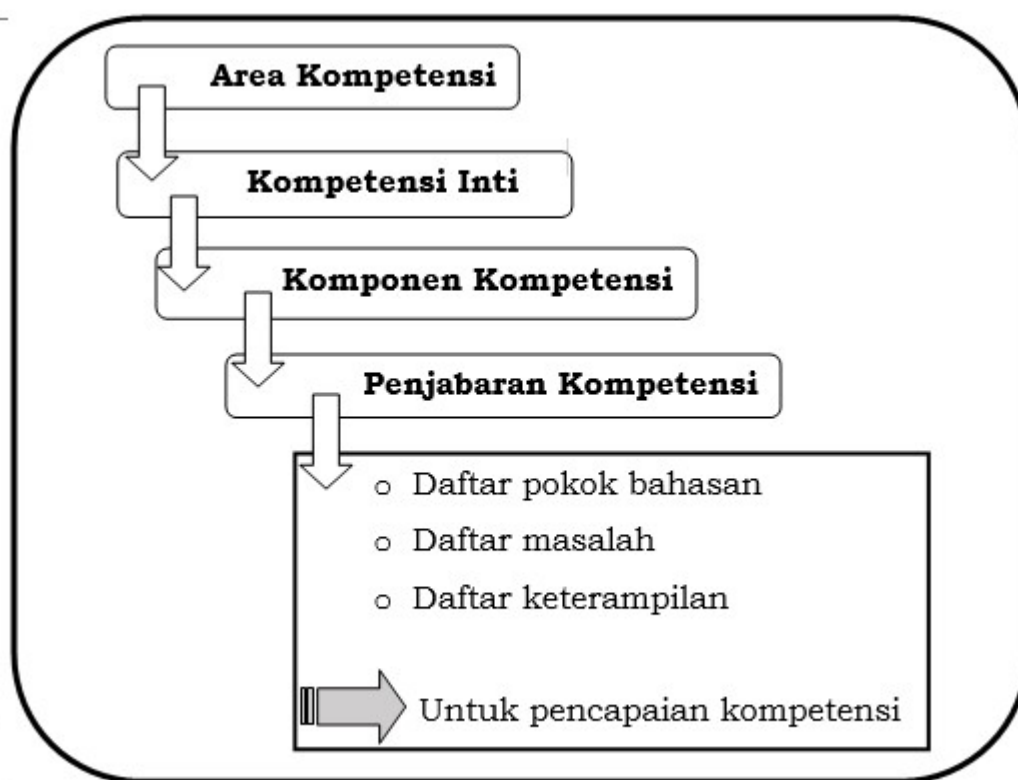 Area Kompetensi
Kompetensi Inti
Komponen Kompetensi
Penjabaran Kompetensi
o Daftar pokok bahasan
o Daftar masalah
o Daftar keterampilan
Untuk pencapaian kompetensi